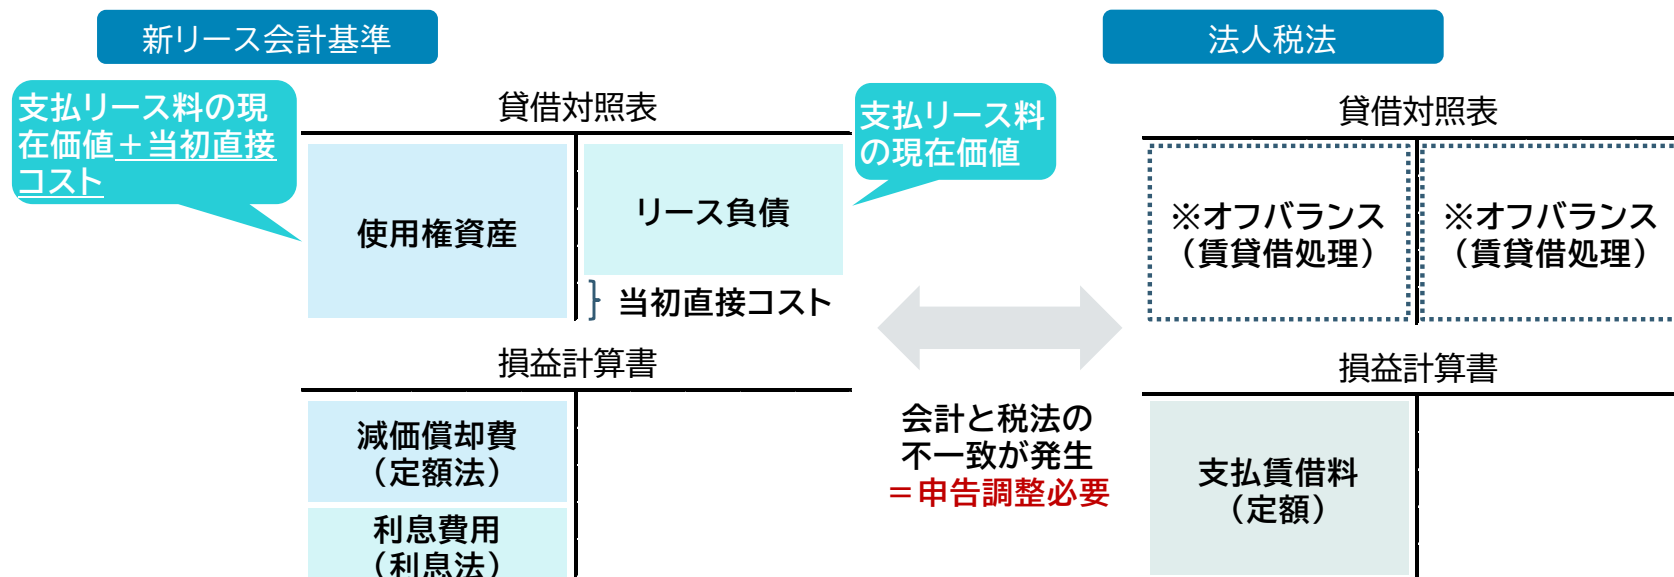 新リース会計基準
法人税法
支払リース料の現
在価値＋当初直接
コスト
貸借対照表
使用権資産
リース負債
｝当初直接コスト
支払リース料
の現在価値
損益計算書
減価償却費
（定額法）
利息費用
（利息法）
会計と税法の
不一致が発生
＝申告調整必要
貸借対照表
※オフバランス
（賃貸借処理）
※オフバランス
（賃貸借処理）
損益計算書
支払賃借料
（定額）